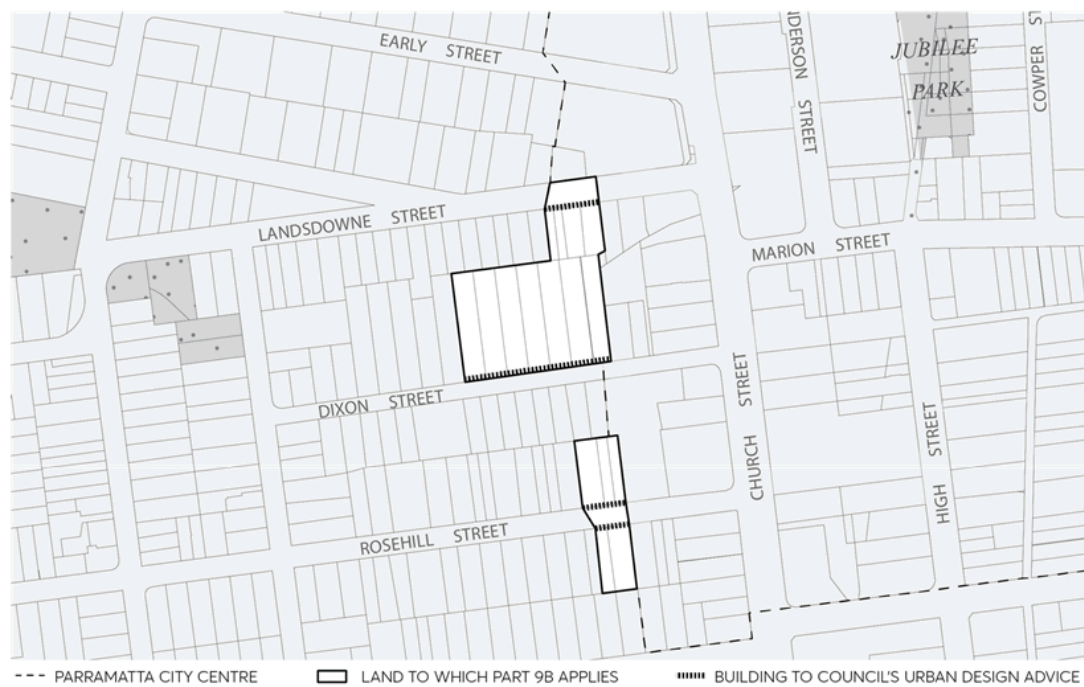 EARLY STREET
NDERSON STREET
JUBILEE
PARK
COWPER ST
LANDSDOWNE STREET
MARION STREET
DIXON STREET
CHURCH STREET
HIGH STREET
ROSEHILL STREET
PARRAMATTA CITY CENTRE
LAND TO WHICH PART 9B APPLIES
BUILDING TO COUNCIL'S URBAN DESIGN ADVICE